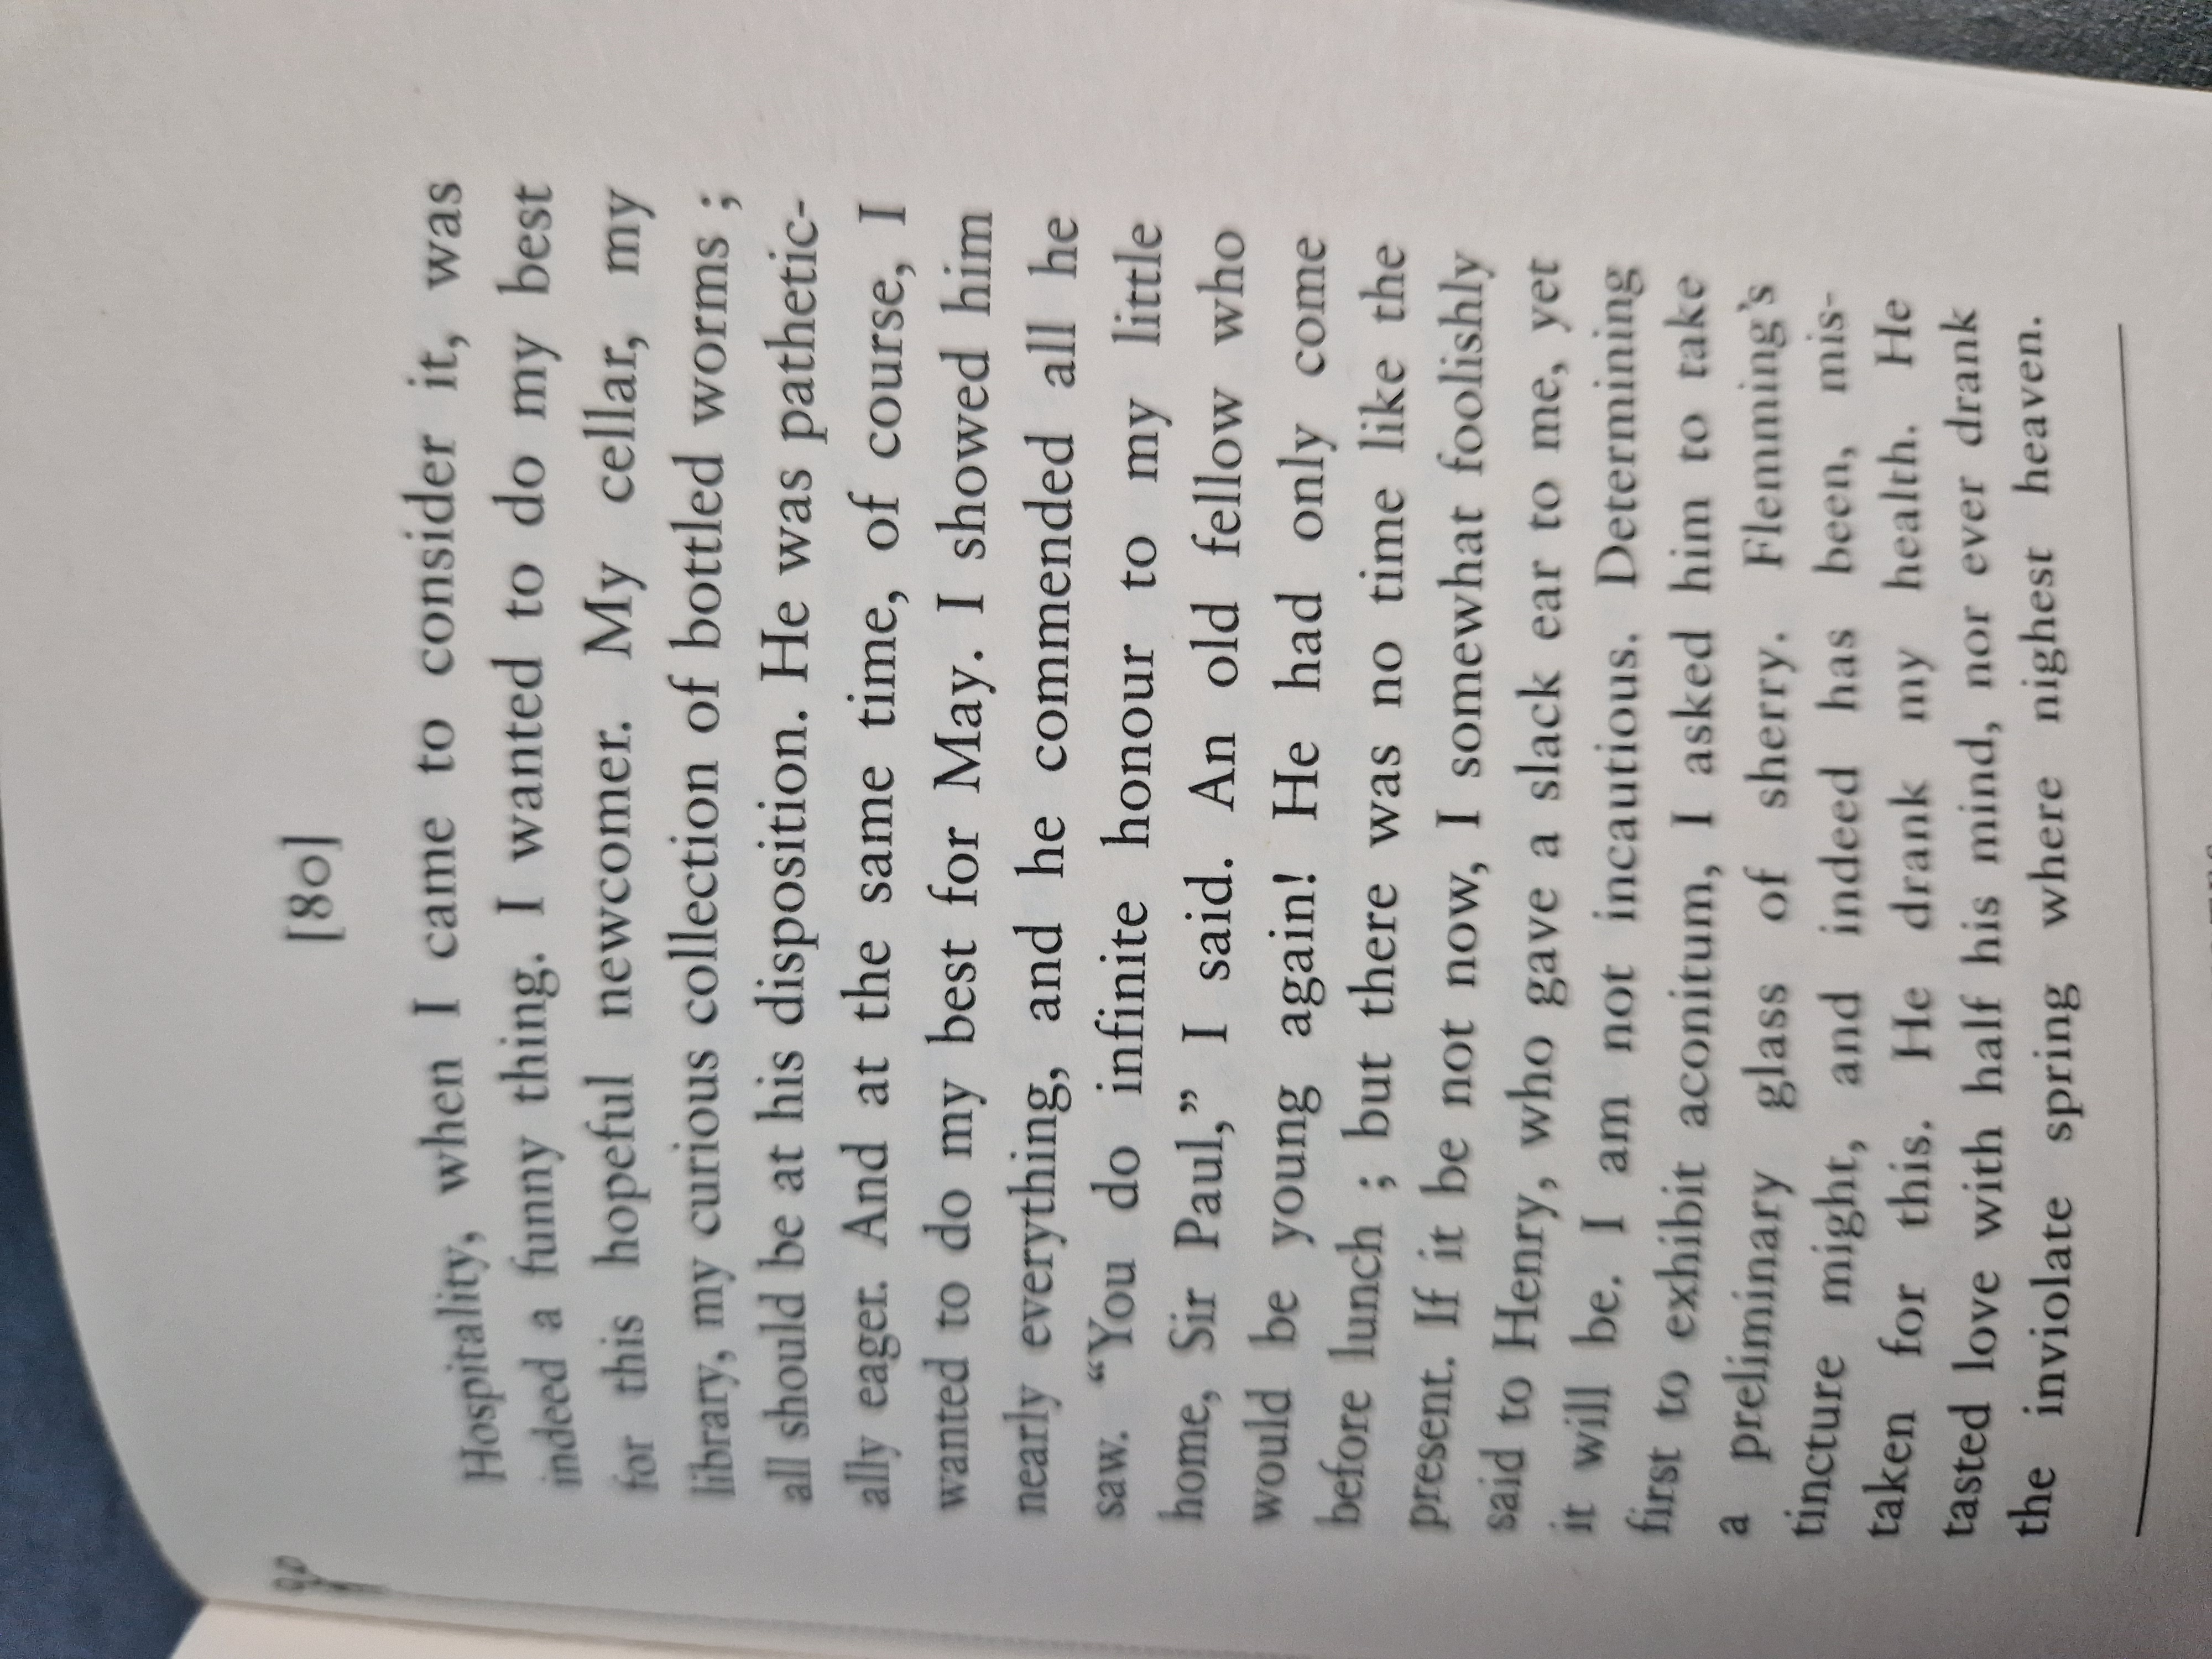 [80]
Hospitality, when I came to consider it, was
indeed a funny thing. I wanted to do my best
for this hopeful newcomer. My cellar, my
library, my curious collection of bottled worms ;
all should be at his disposition. He was pathetic-
ally eager. And at the same time, of course, I
wanted to do my best for May. I showed him
nearly everything, and he commended all he
saw. “You do infinite honour to my little
home, Sir Paul,” I said. An old fellow who
would be young again! He had only come
before lunch ; but there was no time like the
present. If it be not now, I somewhat foolishly
said to Henry, who gave a slack ear to me, yet
it will be. I am not incautious. Determining
first to exhibit aconitum, I asked him to take
a preliminary glass of sherry. Flemming's
tincture might, and indeed has been, mis-
taken for this. He drank my health. He
tasted love with half his mind, nor ever drank
the inviolate spring where nighest heaven.